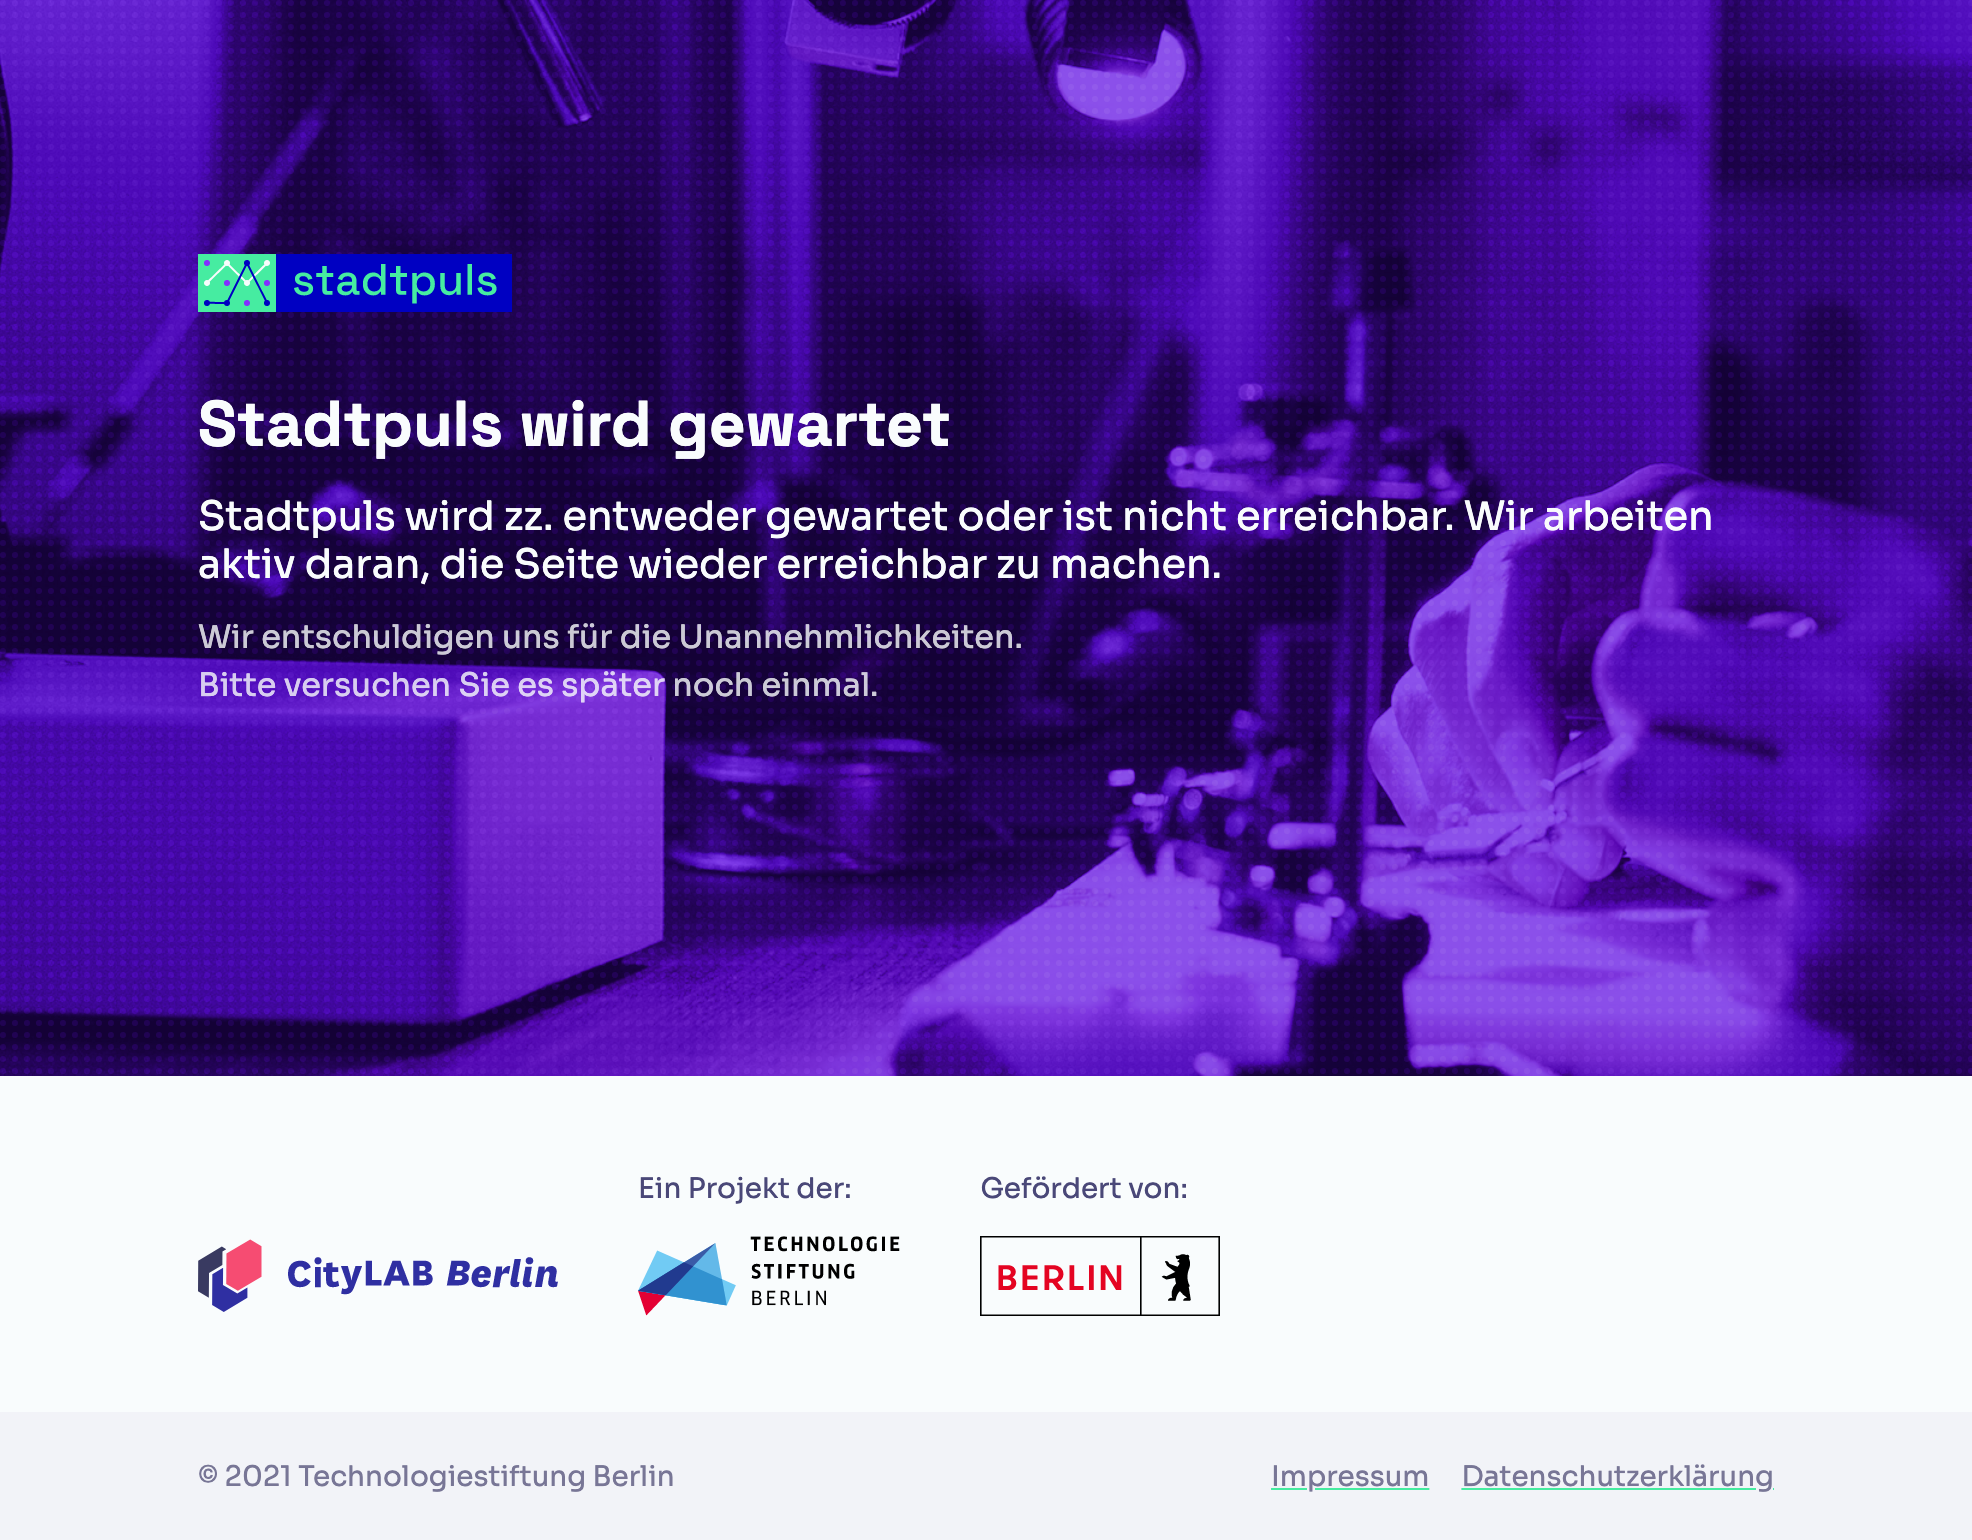 stadtpuls
Stadtpuls wird gewartet
Stadtpuls wird zz. entweder gewartet oder ist nicht erreichbar. Wir arbeiten
aktiv daran, die Seite wieder erreichbar zu machen.
Wir entschuldigen uns für die Unannehmlichkeiten.
Bitte versuchen Sie es später noch einmal.
CityLAB Berlin
Ein Projekt der:
TECHNOLOGIE
STIFTUNG
BERLIN
Gefördert von:
BERLIN
© 2021 Technologiestiftung Berlin
Impressum Datenschutzerklärung